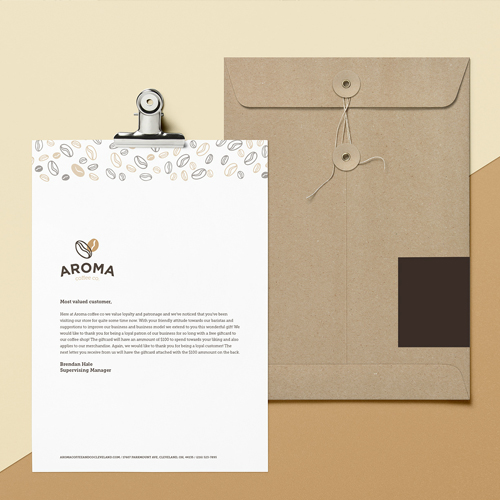 AROMA
coffee co.
Most valued customer,
Here at Aroma coffee co we value loyalty and patronage and we've noticed that you've been
visiting our store for quite some time now. With your friendly attitude towards our baristas and
suggestions to improve our business and business model we extend to you this wonderful gift! We
would like to thank you for being a loyal patron of our business for so long with a free giftcard to
our coffee shop! The giftcard will have an ammount of $100 to spend towards your liking and also
applies to our merchandise. Again, we would like to thank you for being a loyal customer! The
next letter you receive from us will have the giftcard attached with the $100 ammount on the back.
Brendan Hale
Supervising Manager